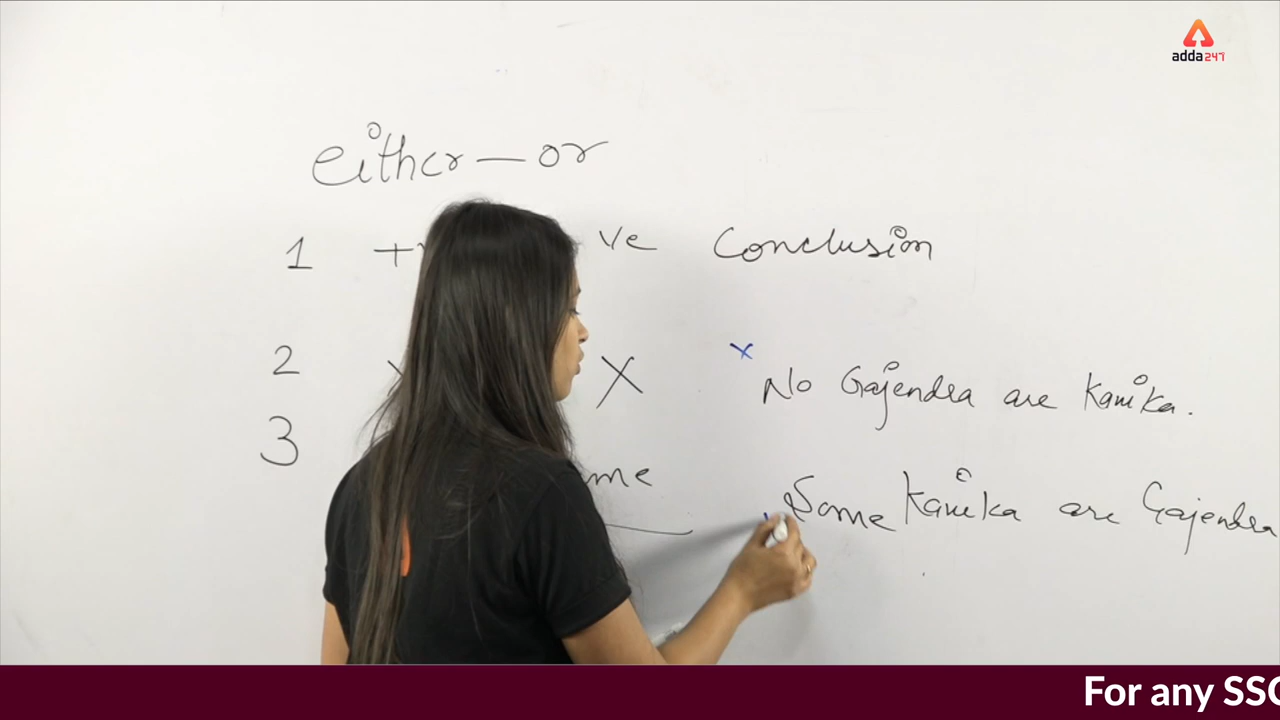 adda247
either - or
1 +ve ve Conclusion
2 X X
No Gajendra are Kanika.
3 me
Some Kanika are Gajendra
For any SSC